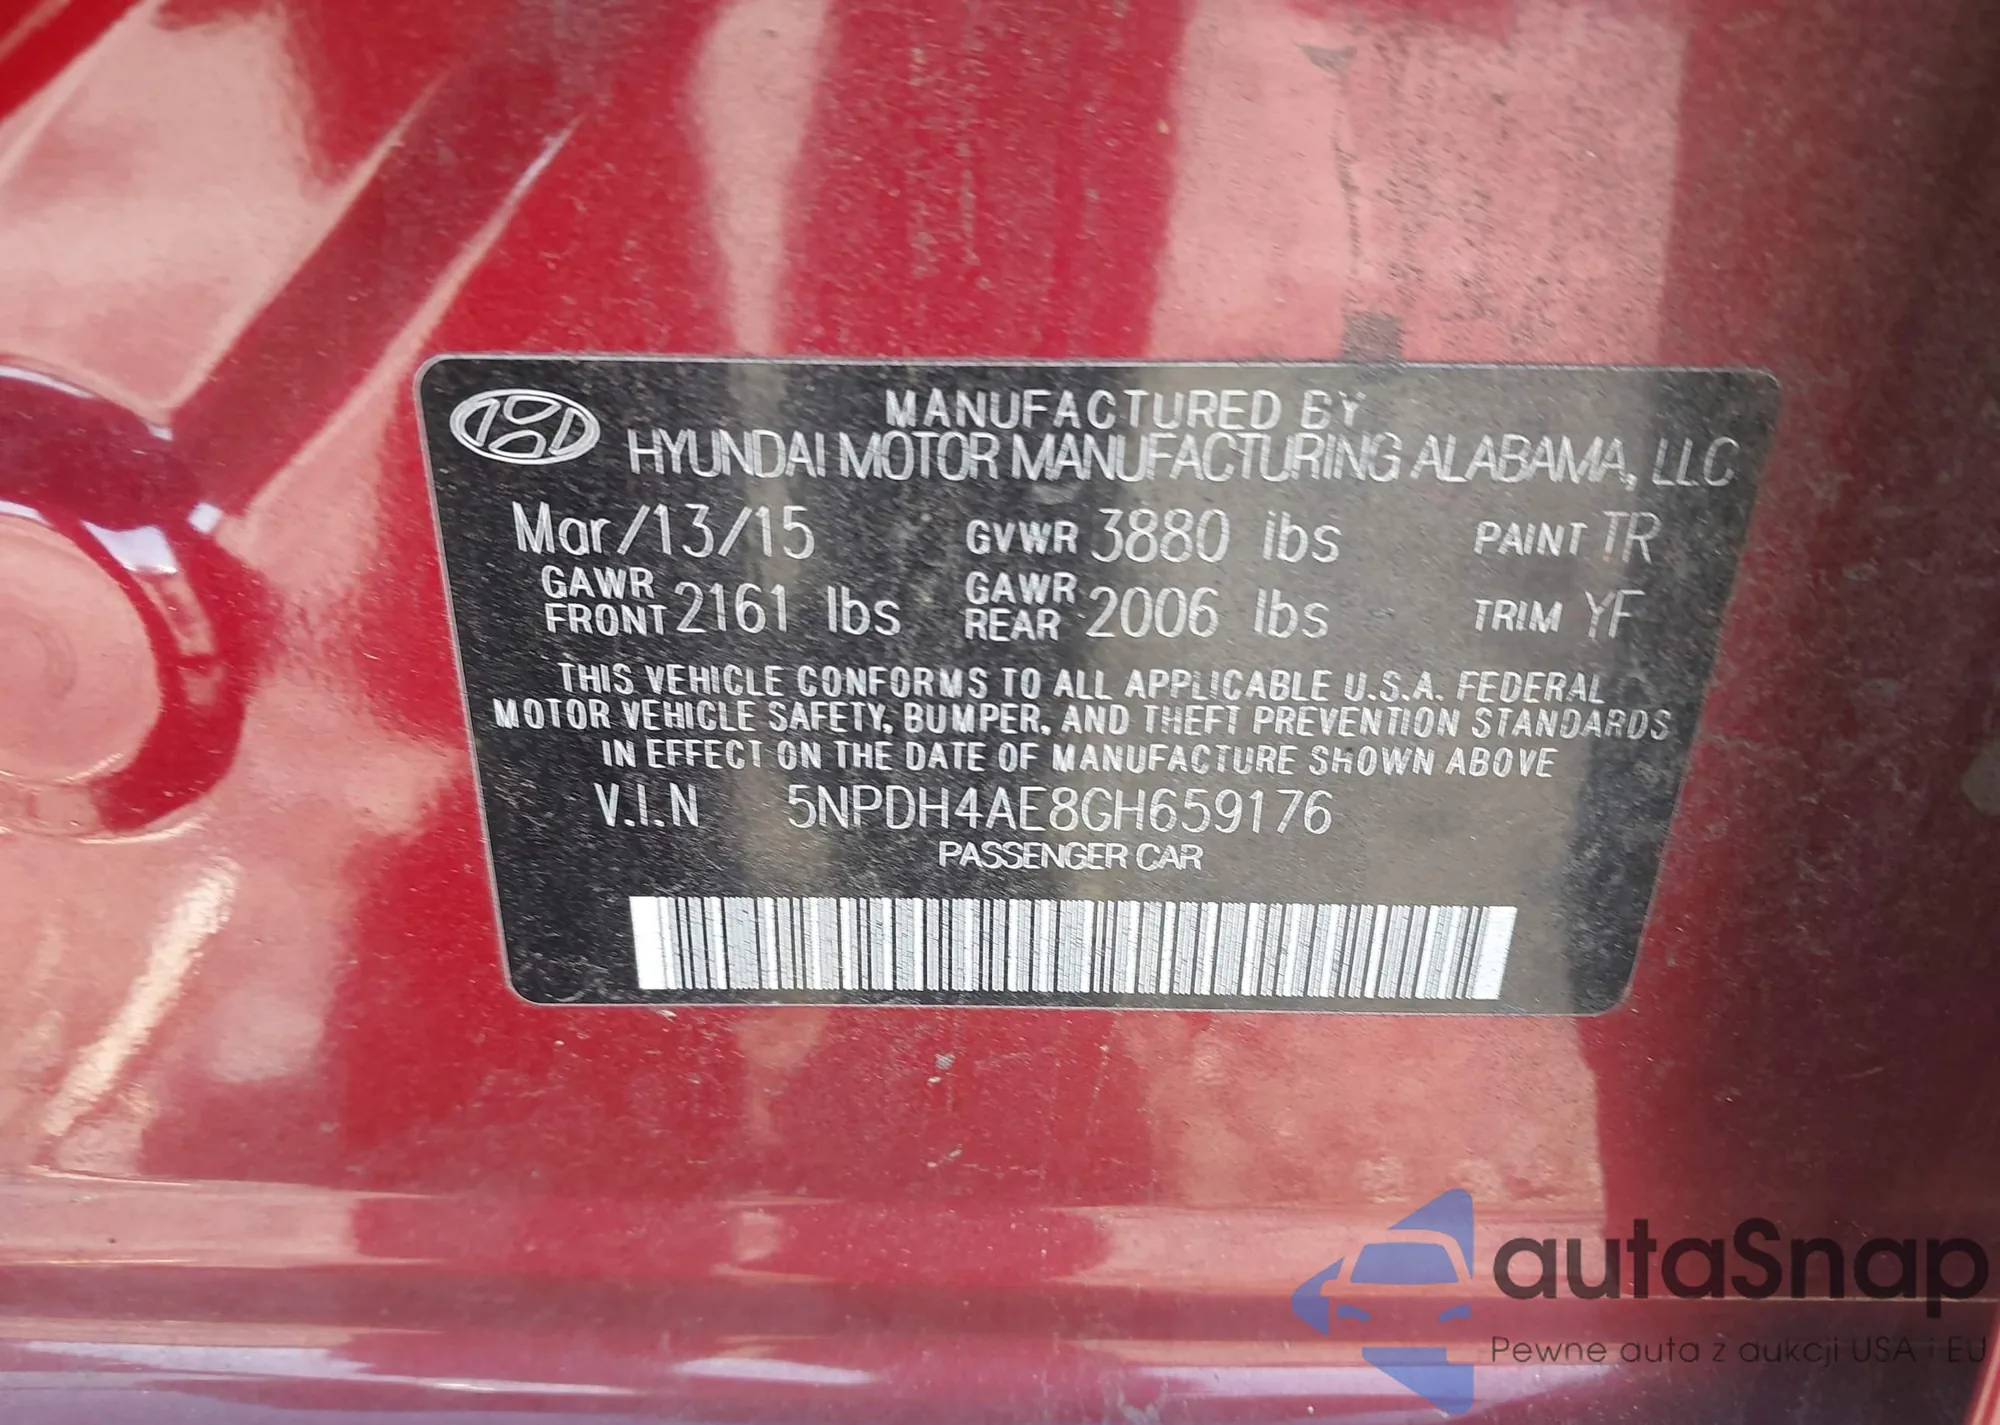 MANUFACTURED BY
HYUNDAI MOTOR MANUFACTURING ALABAMA, LLC
Mar/13/15 GVWR 3880 lbs PAINT TR
GAWR FRONT 2161 lbs GAWR REAR 2006 lbs TRIM YF
THIS VEHICLE CONFORMS TO ALL APPLICABLE U.S.A. FEDERAL
MOTOR VEHICLE SAFETY, BUMPER, AND THEFT PREVENTION STANDARDS
IN EFFECT ON THE DATE OF MANUFACTURE SHOWN ABOVE
V.I.N 5NPDH4AE8GH659176
PASSENGER CAR
autaSnap
Pewne auta z aukcji USA i EU